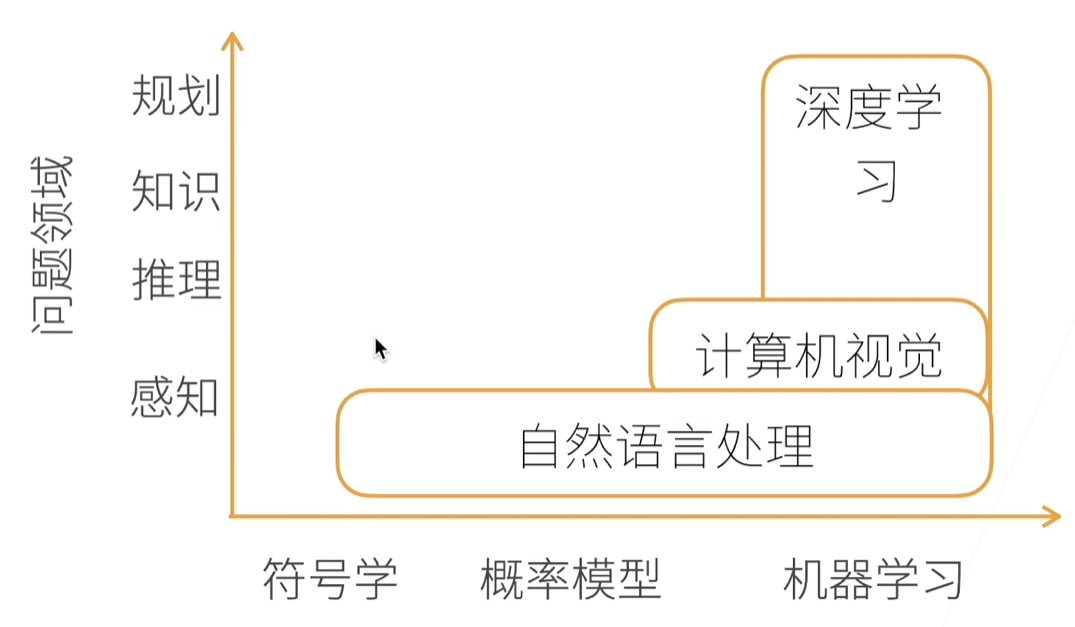 问题领域
规划
知识
推理
感知
深度学
习
计算机视觉
自然语言处理
符号学
概率模型
机器学习